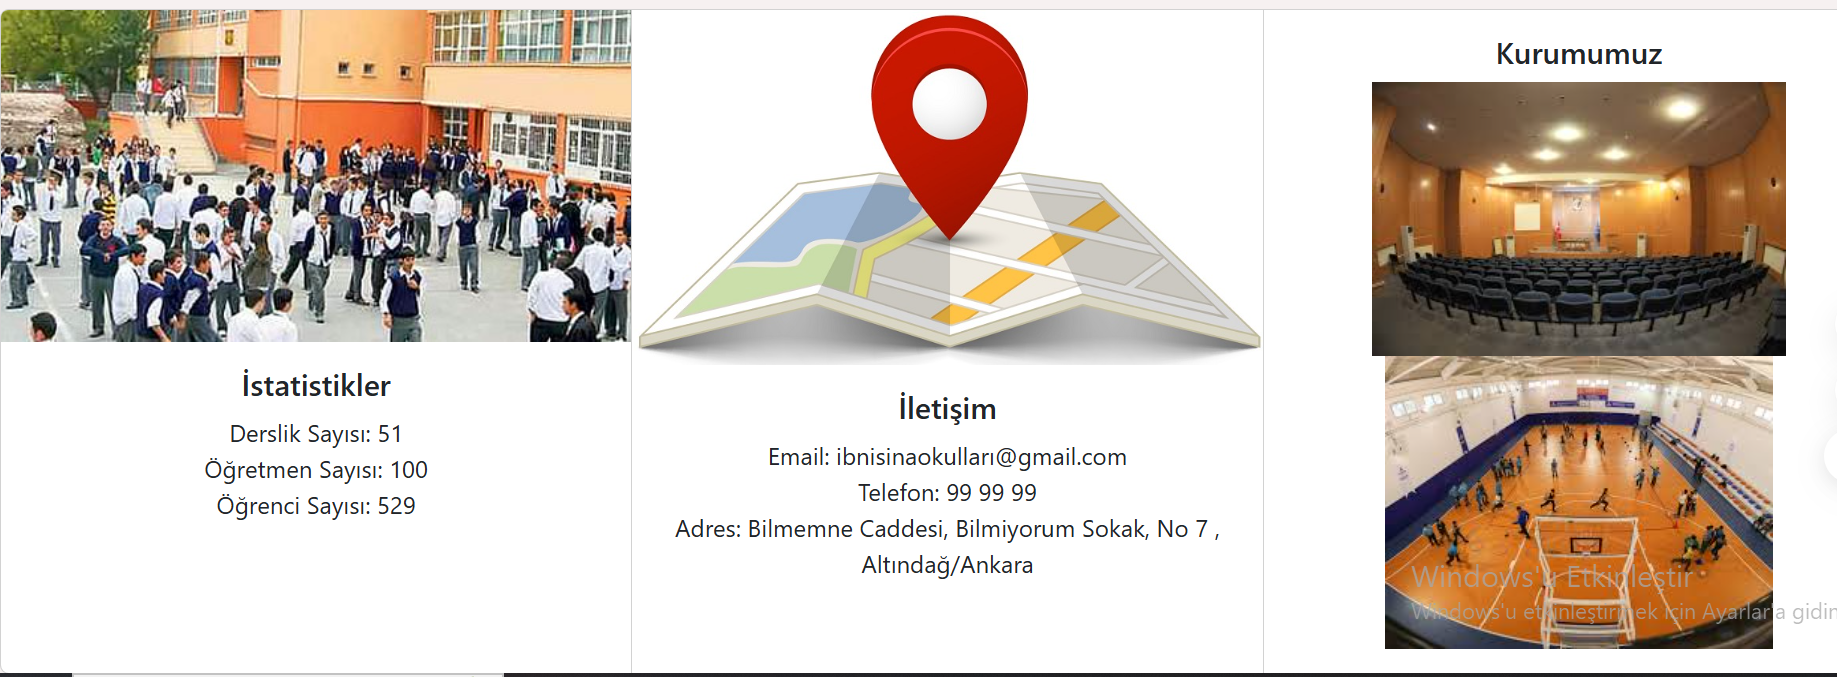 İstatistikler
Derslik Sayısı: 51
Öğretmen Sayısı: 100
Öğrenci Sayısı: 529
İletişim
Email: ibnisinaokulları@gmail.com
Telefon: 99 99 99
Adres: Bilmemne Caddesi, Bilmiyorum Sokak, No 7 ,
Altındağ/Ankara
Kurumumuz
Windows'u Etkinleştir
Windows'u etkinleştirmek için Ayarlar'a gidin